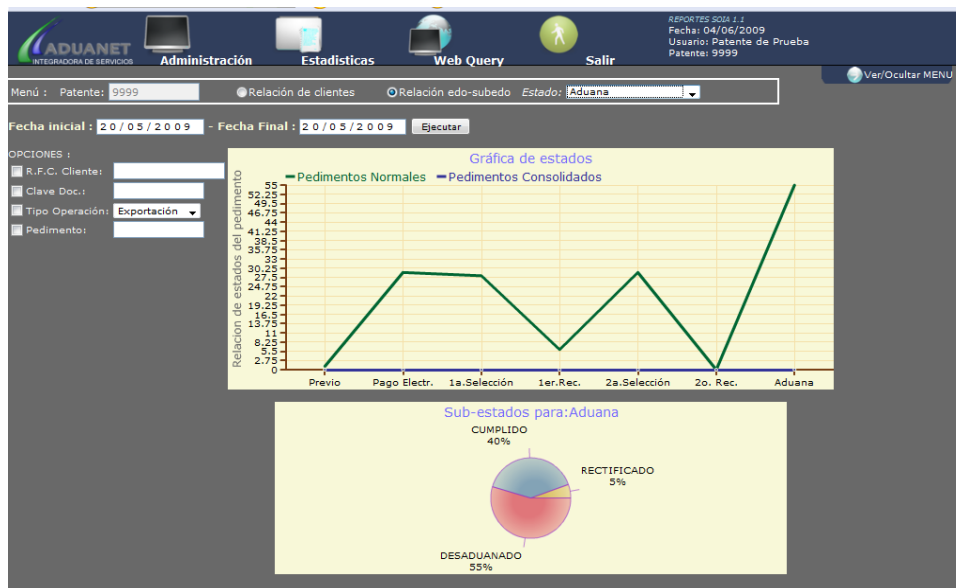 ADUANET
INTEGRADORA DE SERVICIOS
Administración
Estadisticas
Web Query
Salir
REPORTES SOIA 1.1
Fecha: 04/06/2009
Usuario: Patente de Prueba
Patente: 9999
Ver/Ocultar MENU
Menú : Patente: 9999 Relación de clientes Relación edo-subedo Estado: Aduana
Fecha inicial : 20/05/2009 - Fecha Final : 20/05/2009 Ejecutar
OPCIONES :
R.F.C. Cliente:
Clave Doc.:
Tipo Operación: Exportación
Pedimento:
Gráfica de estados
Pedimentos Normales Pedimentos Consolidados
Relacion de estados del pedimento
55
52.25
49.5
46.75
44
41.25
38.5
35.75
33
30.25
27.5
24.75
22
19.25
16.5
13.75
11
8.25
5.5
2.75
0
Previo Pago Electr. 1a.Selección 1er.Rec. 2a.Selección 2o. Rec. Aduana
Sub-estados para:Aduana
CUMPLIDO
40%
RECTIFICADO
5%
DESADUANADO
55%